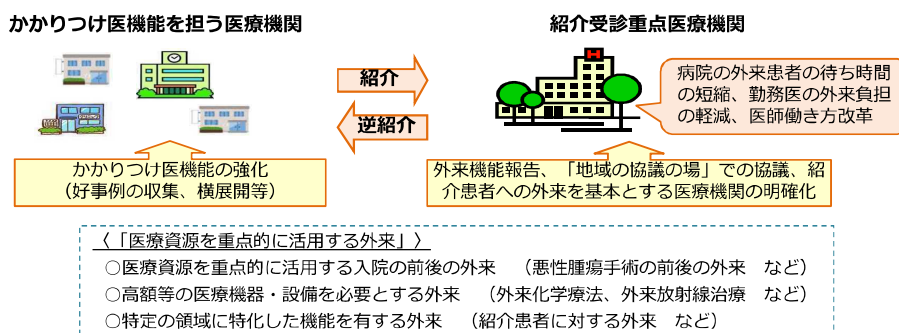 かかりつけ医機能を担う医療機関
紹介受診重点医療機関
H
紹介
逆紹介
病院の外来患者の待ち時間
の短縮、勤務医の外来負担
の軽減、医師働き方改革
かかりつけ医機能の強化
（好事例の収集、横展開等）
外来機能報告、「地域の協議の場」での協議、紹
介患者への外来を基本とする医療機関の明確化
〈「医療資源を重点的に活用する外来」〉
○医療資源を重点的に活用する入院の前後の外来　（悪性腫瘍手術の前後の外来　など）
○高額等の医療機器・設備を必要とする外来　（外来化学療法、外来放射線治療　など）
○特定の領域に特化した機能を有する外来　（紹介患者に対する外来　など）